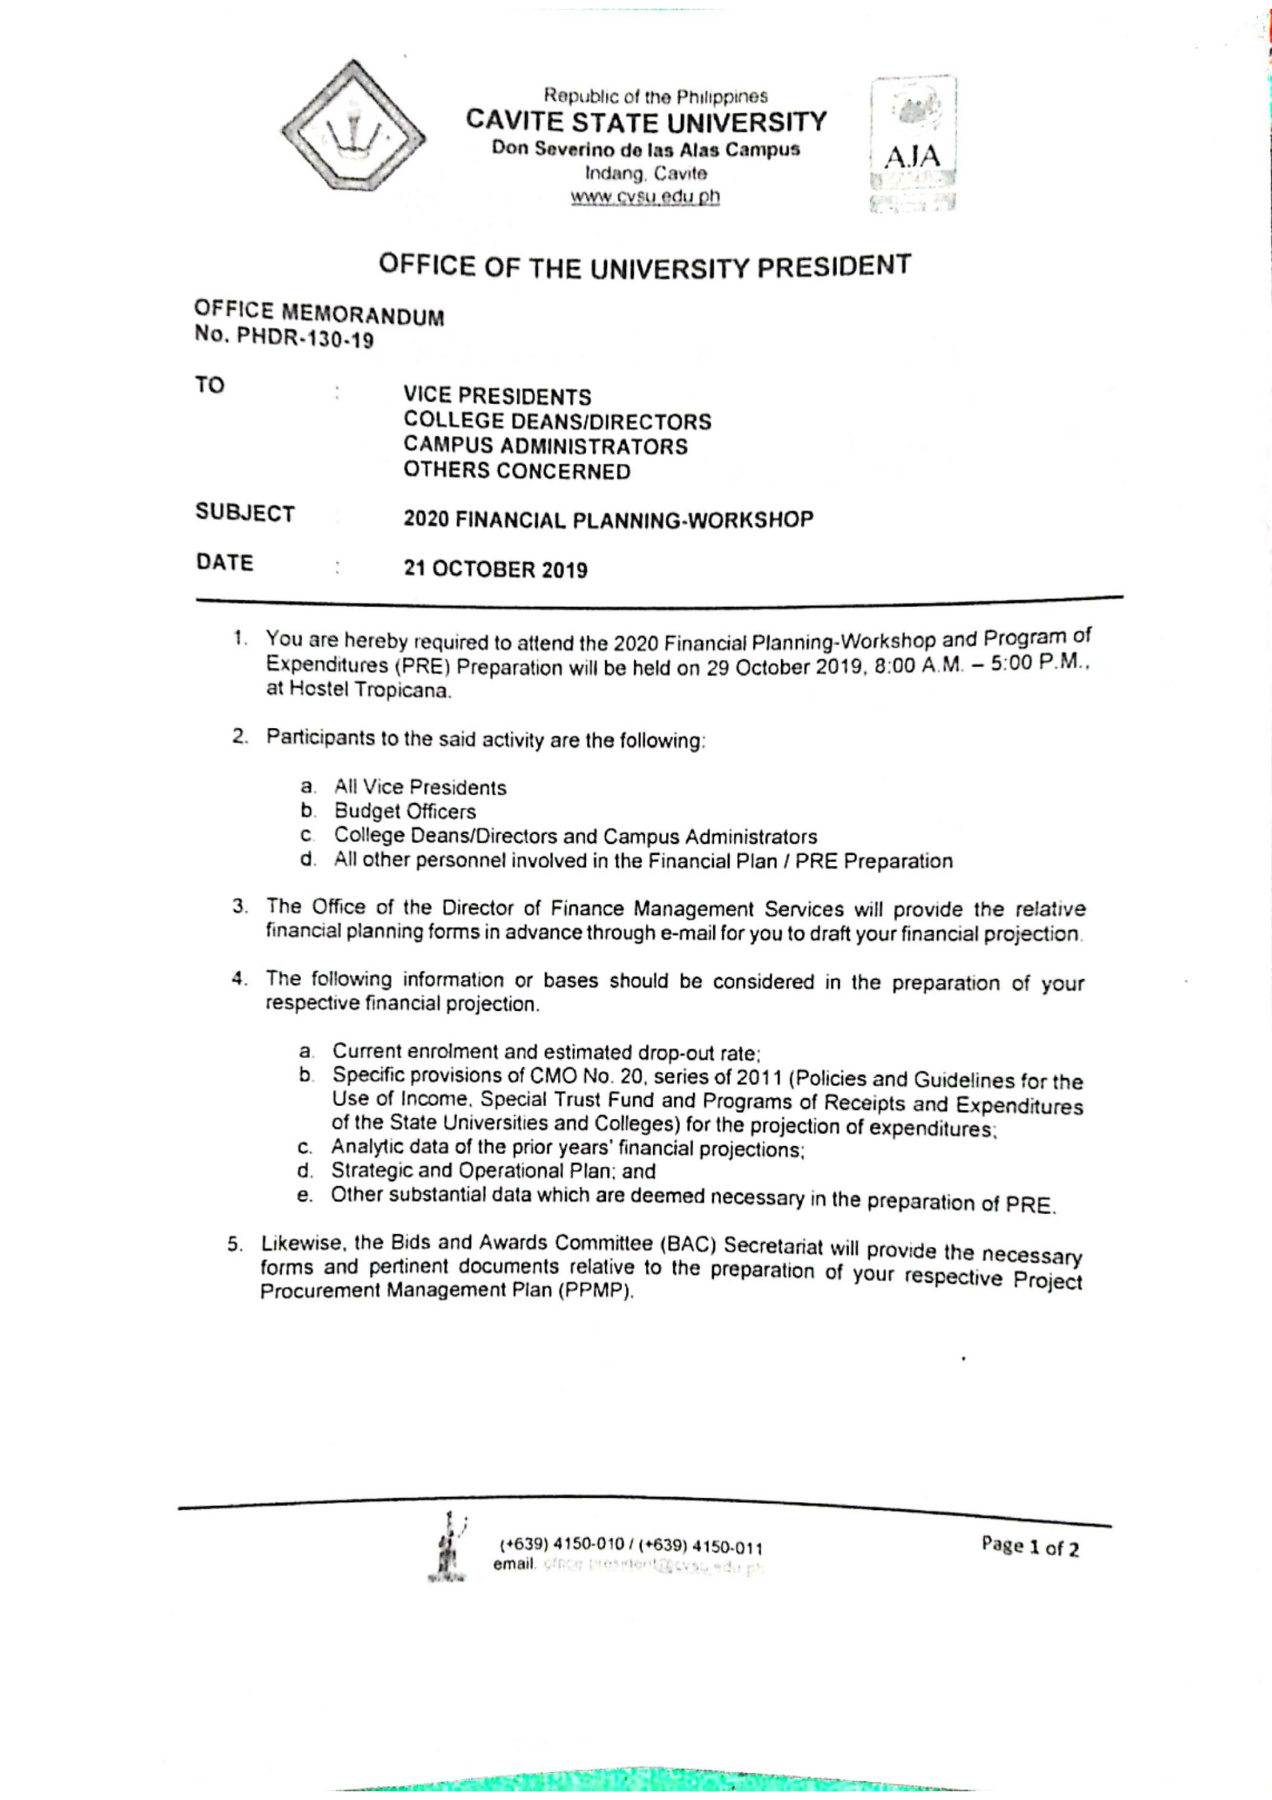 Republic of the Philippines
CAVITE STATE UNIVERSITY
Don Severino de las Alas Campus
Indang, Cavite
www.cvsu.edu.ph
AJA
OFFICE OF THE UNIVERSITY PRESIDENT
OFFICE MEMORANDUM
No. PHDR-130-19
TO : VICE PRESIDENTS
COLLEGE DEANS/DIRECTORS
CAMPUS ADMINISTRATORS
OTHERS CONCERNED
SUBJECT : 2020 FINANCIAL PLANNING-WORKSHOP
DATE : 21 OCTOBER 2019
1. You are hereby required to attend the 2020 Financial Planning-Workshop and Program of
Expenditures (PRE) Preparation will be held on 29 October 2019, 8:00 A.M. – 5:00 P.M.,
at Hostel Tropicana.
2. Participants to the said activity are the following:
a. All Vice Presidents
b. Budget Officers
c. College Deans/Directors and Campus Administrators
d. All other personnel involved in the Financial Plan / PRE Preparation
3. The Office of the Director of Finance Management Services will provide the relative
financial planning forms in advance through e-mail for you to draft your financial projection.
4. The following information or bases should be considered in the preparation of your
respective financial projection.
a. Current enrolment and estimated drop-out rate;
b. Specific provisions of CMO No. 20, series of 2011 (Policies and Guidelines for the
Use of Income, Special Trust Fund and Programs of Receipts and Expenditures
of the State Universities and Colleges) for the projection of expenditures;
c. Analytic data of the prior years' financial projections;
d. Strategic and Operational Plan; and
e. Other substantial data which are deemed necessary in the preparation of PRE.
5. Likewise, the Bids and Awards Committee (BAC) Secretariat will provide the necessary
forms and pertinent documents relative to the preparation of your respective Project
Procurement Management Plan (PPMP).
(+639) 4150-010 / (+639) 4150-011
email: office.president@cvsu.edu.ph
Page 1 of 2